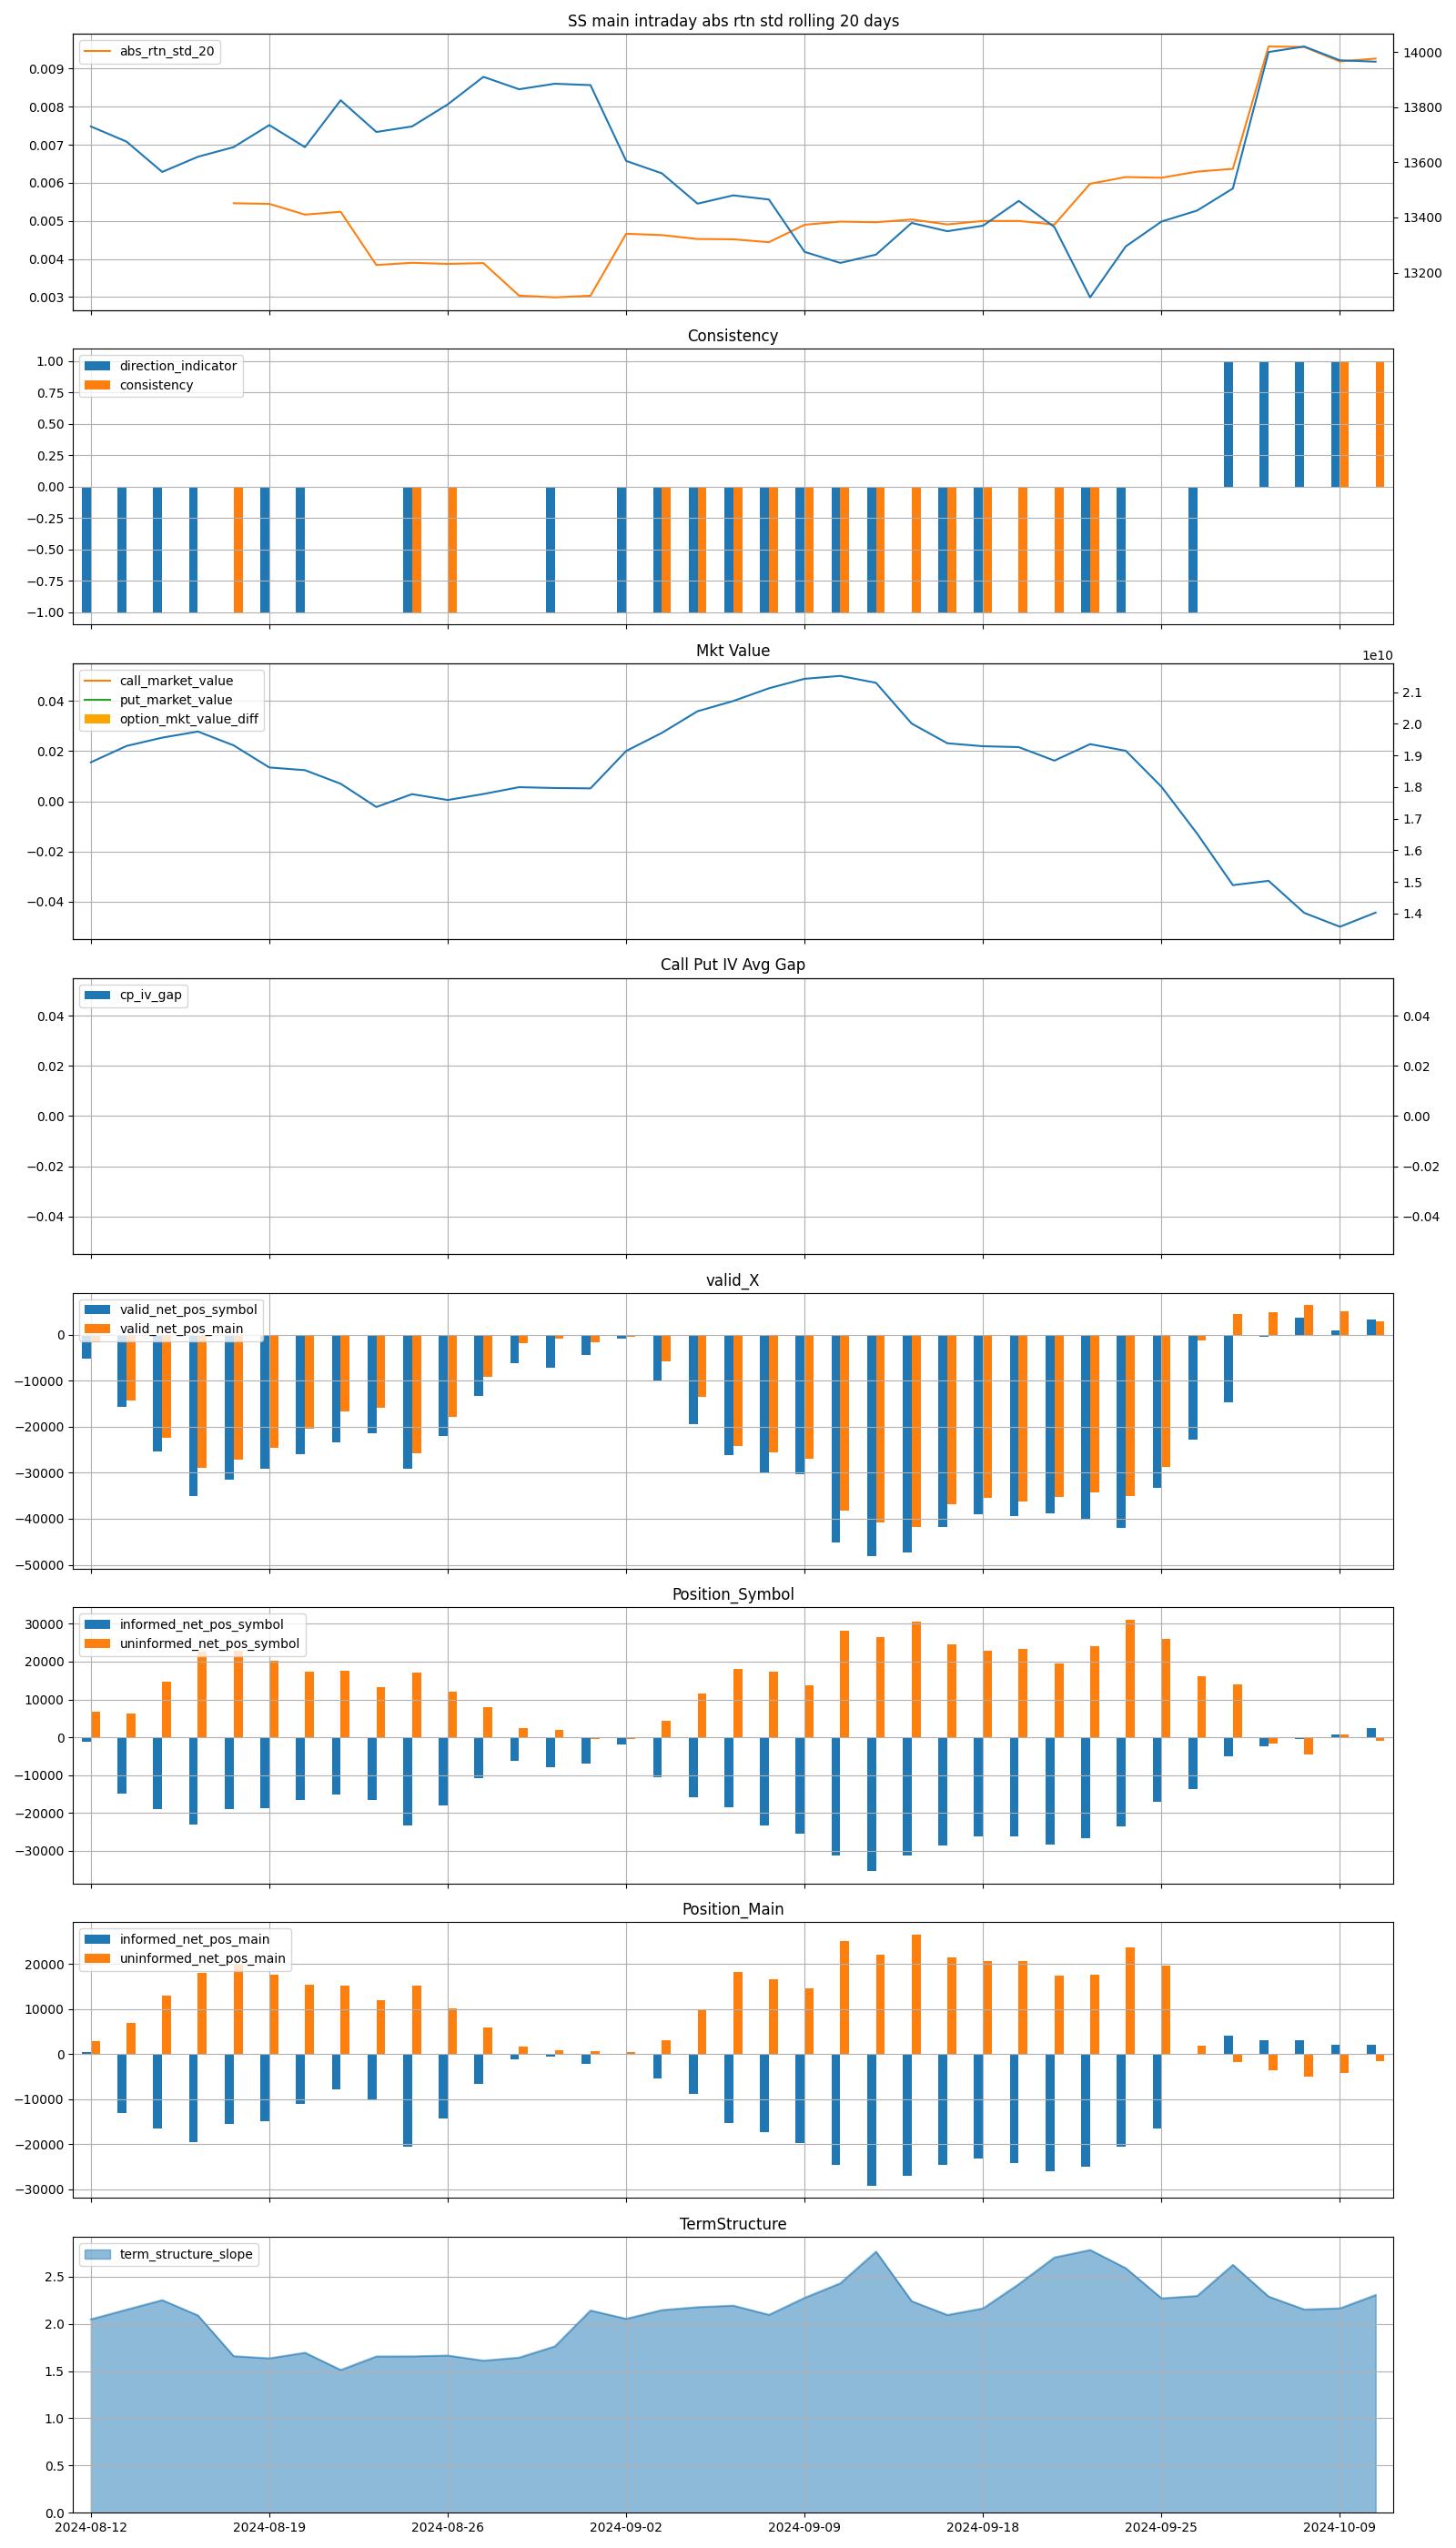 SS main intraday abs rtn std rolling 20 days
abs_rtn_std_20
0.009
0.008
0.007
0.006
0.005
0.004
0.003
14000
13800
13600
13400
13200
Consistency
direction_indicator
consistency
1.00
0.75
0.50
0.25
0.00
−0.25
−0.50
−0.75
−1.00
Mkt Value
1e10
call_market_value
put_market_value
option_mkt_value_diff
0.04
0.02
0.00
−0.02
−0.04
2.1
2.0
1.9
1.8
1.7
1.6
1.5
1.4
Call Put IV Avg Gap
cp_iv_gap
0.04
0.02
0.00
−0.02
−0.04
0.04
0.02
0.00
−0.02
−0.04
valid_X
valid_net_pos_symbol
valid_net_pos_main
0
−10000
−20000
−30000
−40000
−50000
Position_Symbol
informed_net_pos_symbol
uninformed_net_pos_symbol
30000
20000
10000
0
−10000
−20000
−30000
Position_Main
informed_net_pos_main
uninformed_net_pos_main
20000
10000
0
−10000
−20000
−30000
TermStructure
term_structure_slope
2.5
2.0
1.5
1.0
0.5
0.0
2024-08-12 2024-08-19 2024-08-26 2024-09-02 2024-09-09 2024-09-18 2024-09-25 2024-10-09